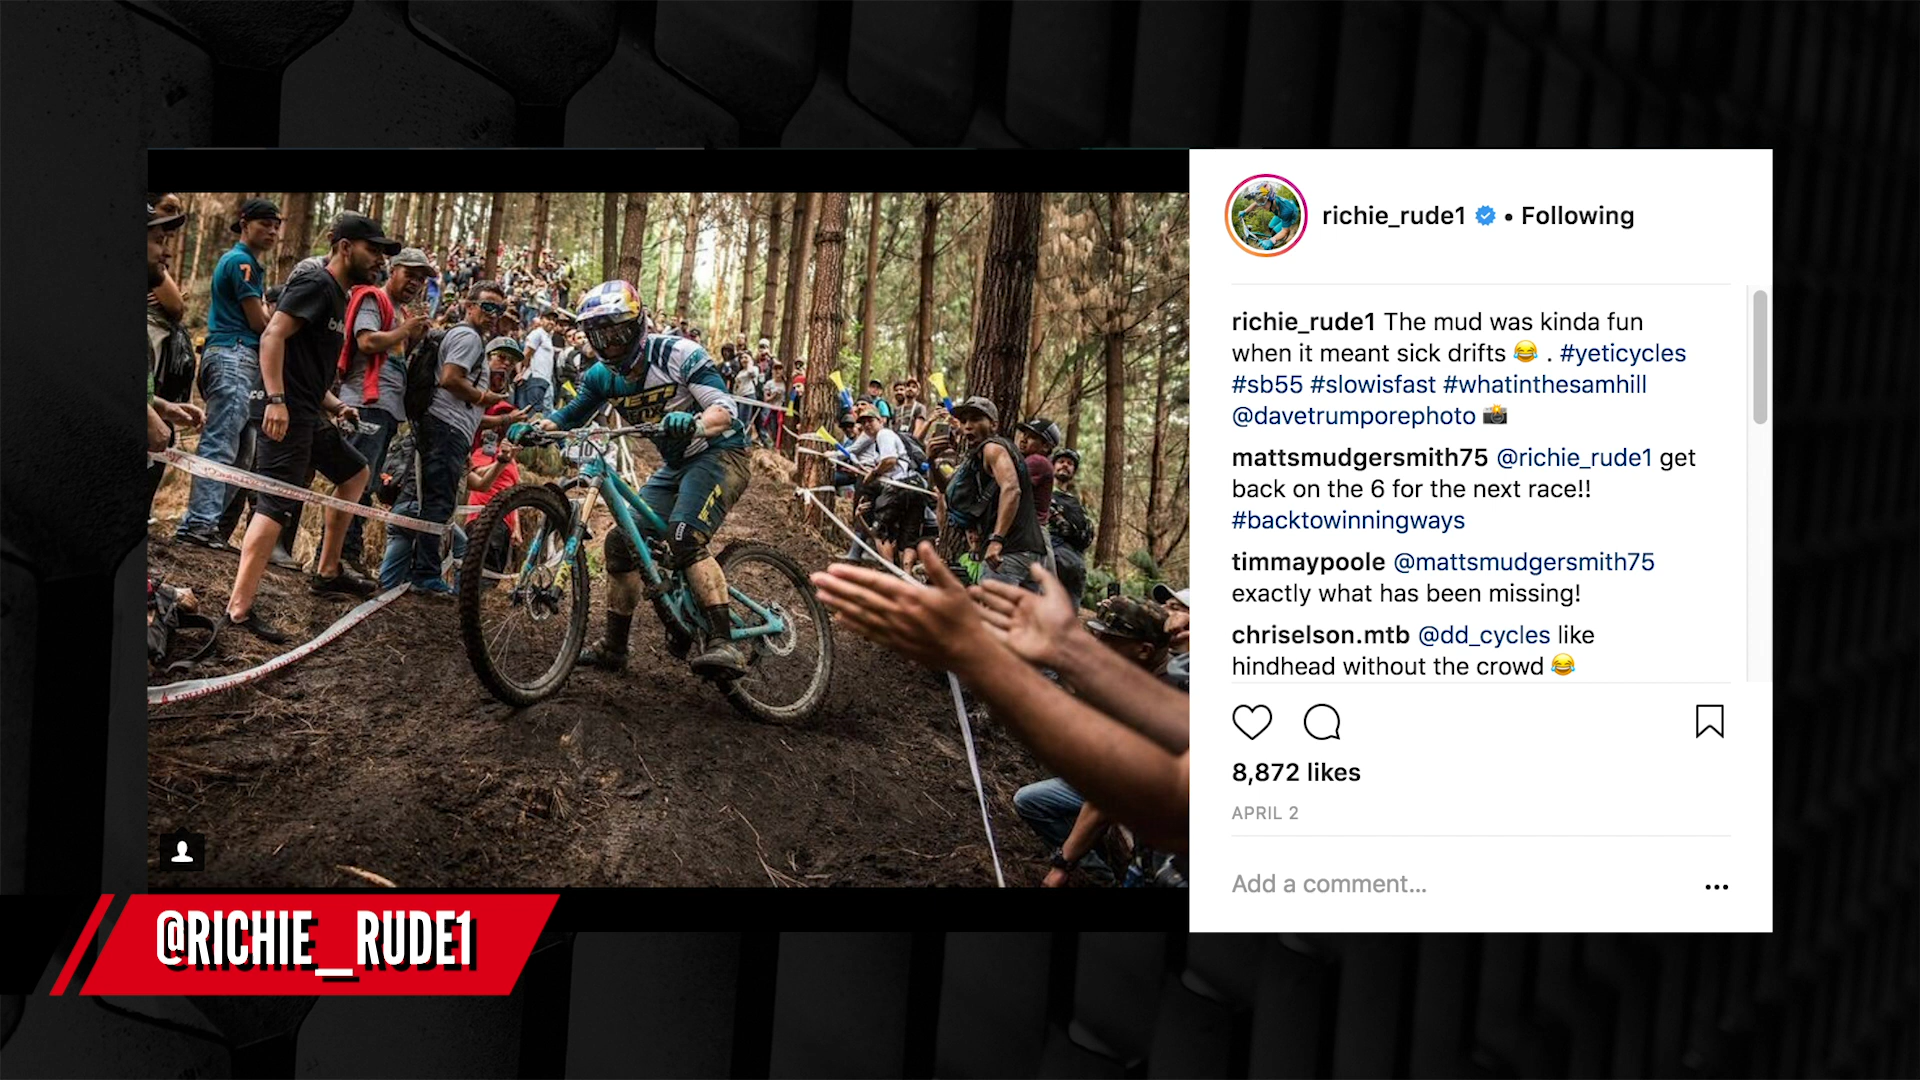 richie_rude1 • Following
richie_rude1 The mud was kinda fun
when it meant sick drifts 😂 . #yeticycles
#sb55 #slowisfast #whatinthesamhill
@davetrumporephoto 📸
mattsmudgersmith75 @richie_rude1 get
back on the 6 for the next race!!
#backtowinningways
timmaypoole @mattsmudgersmith75
exactly what has been missing!
chriselson.mtb @dd_cycles like
hindhead without the crowd 😂
8,872 likes
APRIL 2
Add a comment...
YETI
@RICHIE_RUDE1